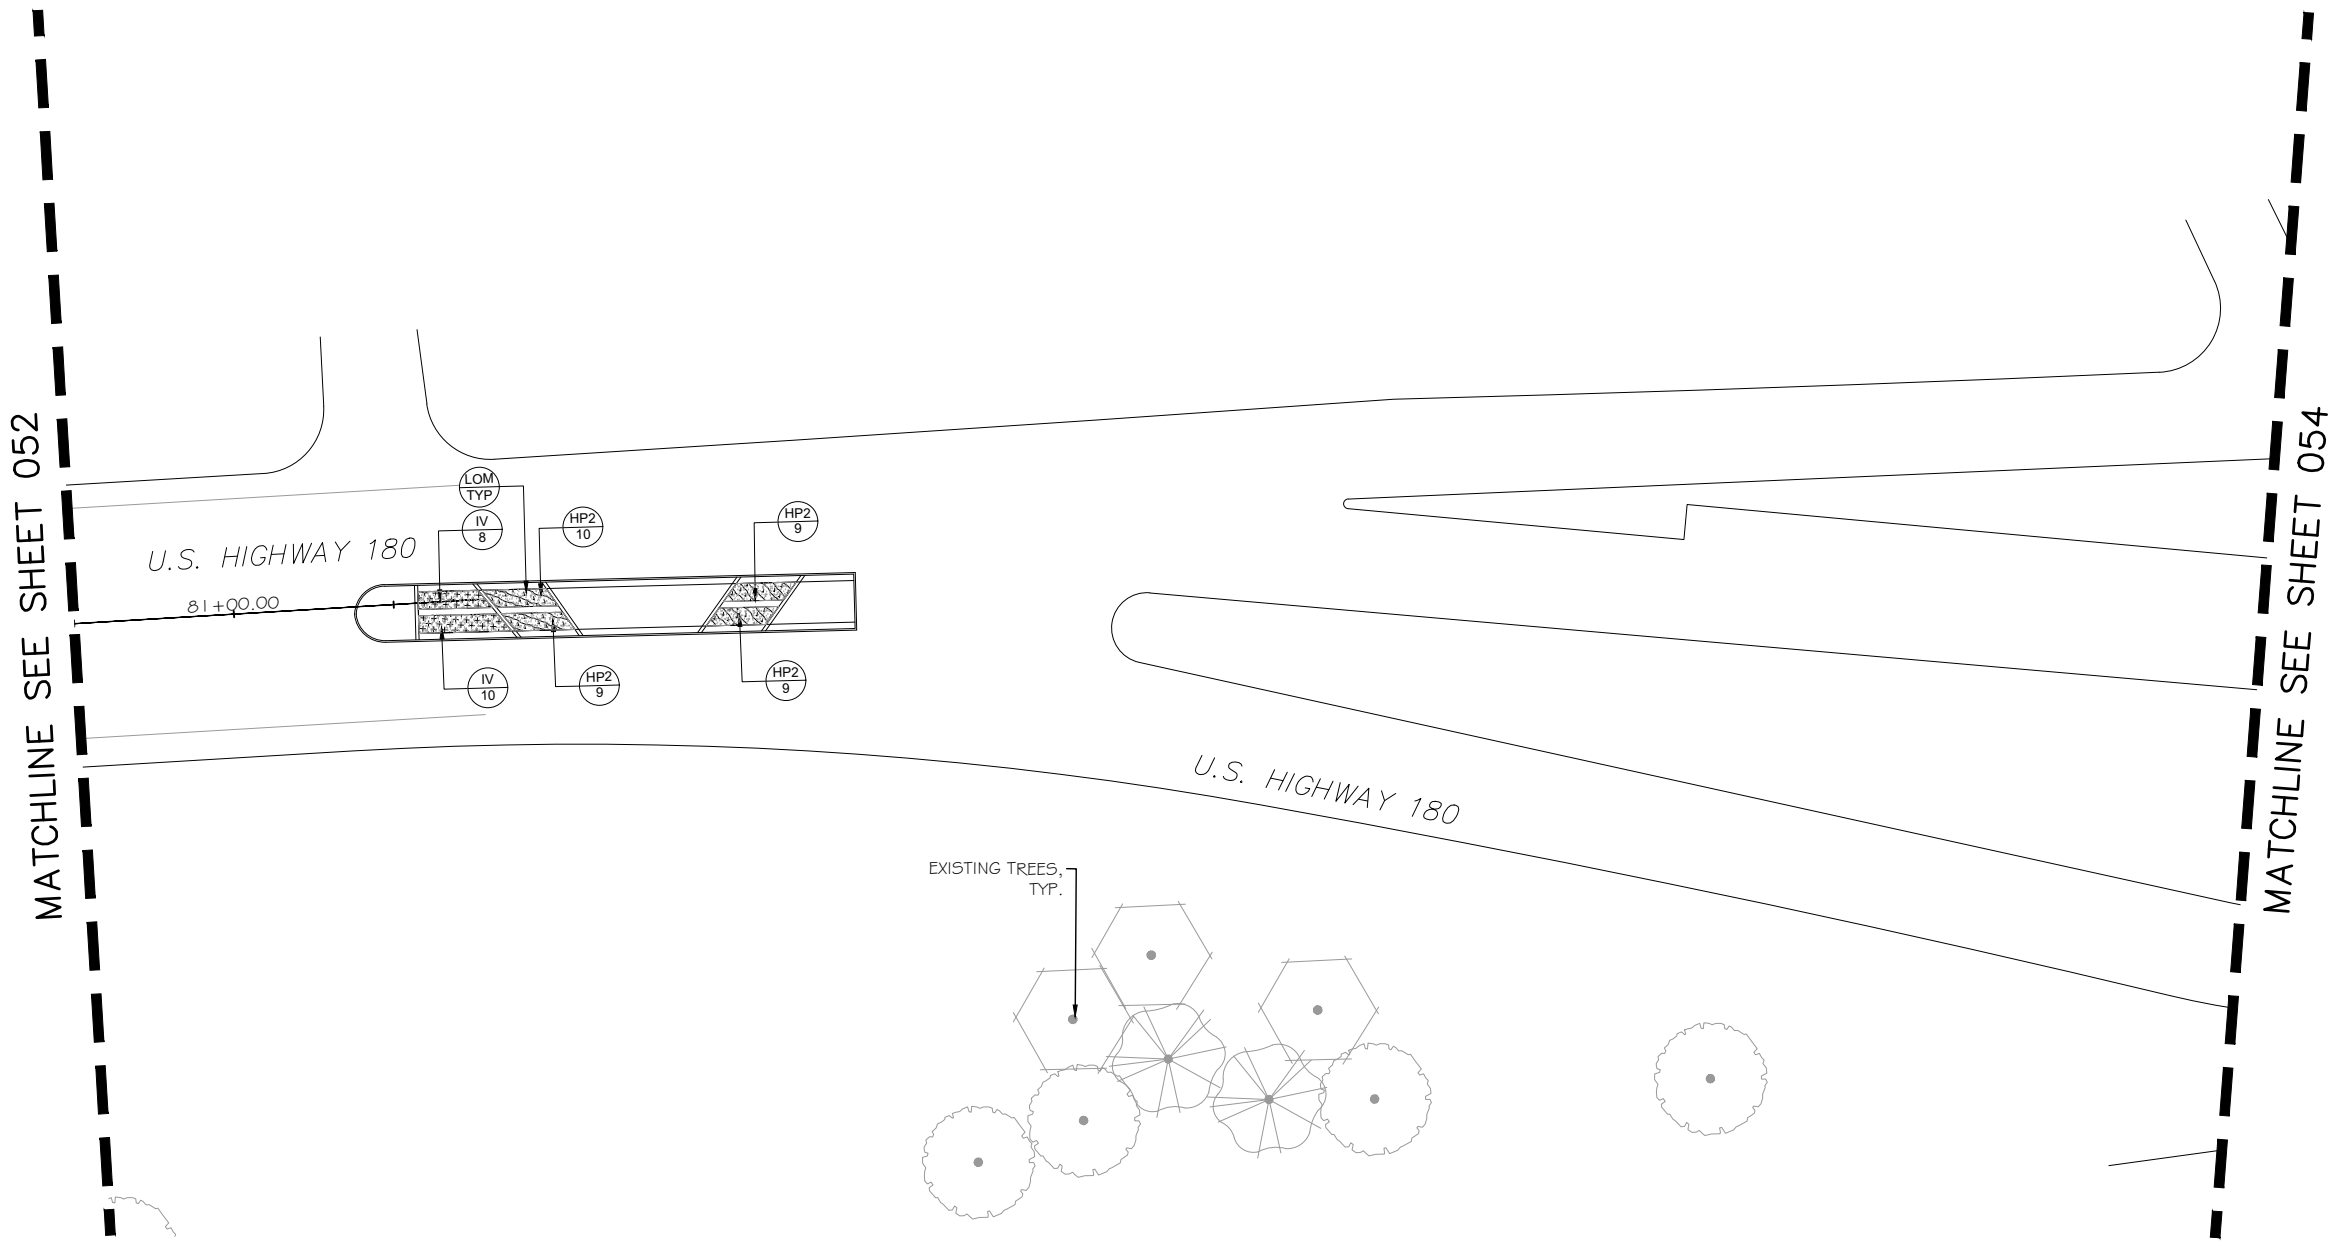 MATCHLINE SEE SHEET 052
MATCHLINE SEE SHEET 054
LOM
TYP
IV
8
HP2
10
HP2
9
U.S. HIGHWAY 180
81+00.00
IV
10
HP2
9
HP2
9
U.S. HIGHWAY 180
EXISTING TREES,
TYP.